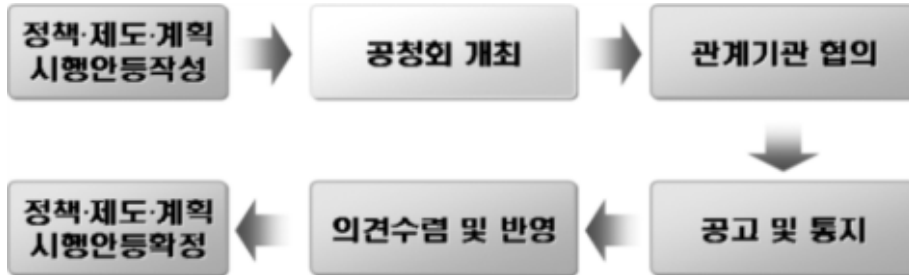 정책·제도·계획
시행안등작성
공청회 개최
관계기관 협의
공고 및 통지
의견수렴 및 반영
정책·제도·계획
시행안등확정